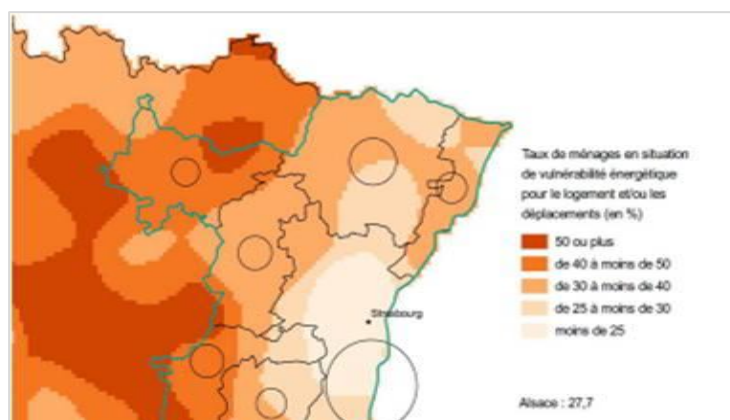 Taux de ménages en situation
de vulnérabilité énergétique
pour le logement et/ou les
déplacements (en %)
50 ou plus
de 40 à moins de 50
de 30 à moins de 40
de 25 à moins de 30
moins de 25
Strasbourg
Alsace : 27,7